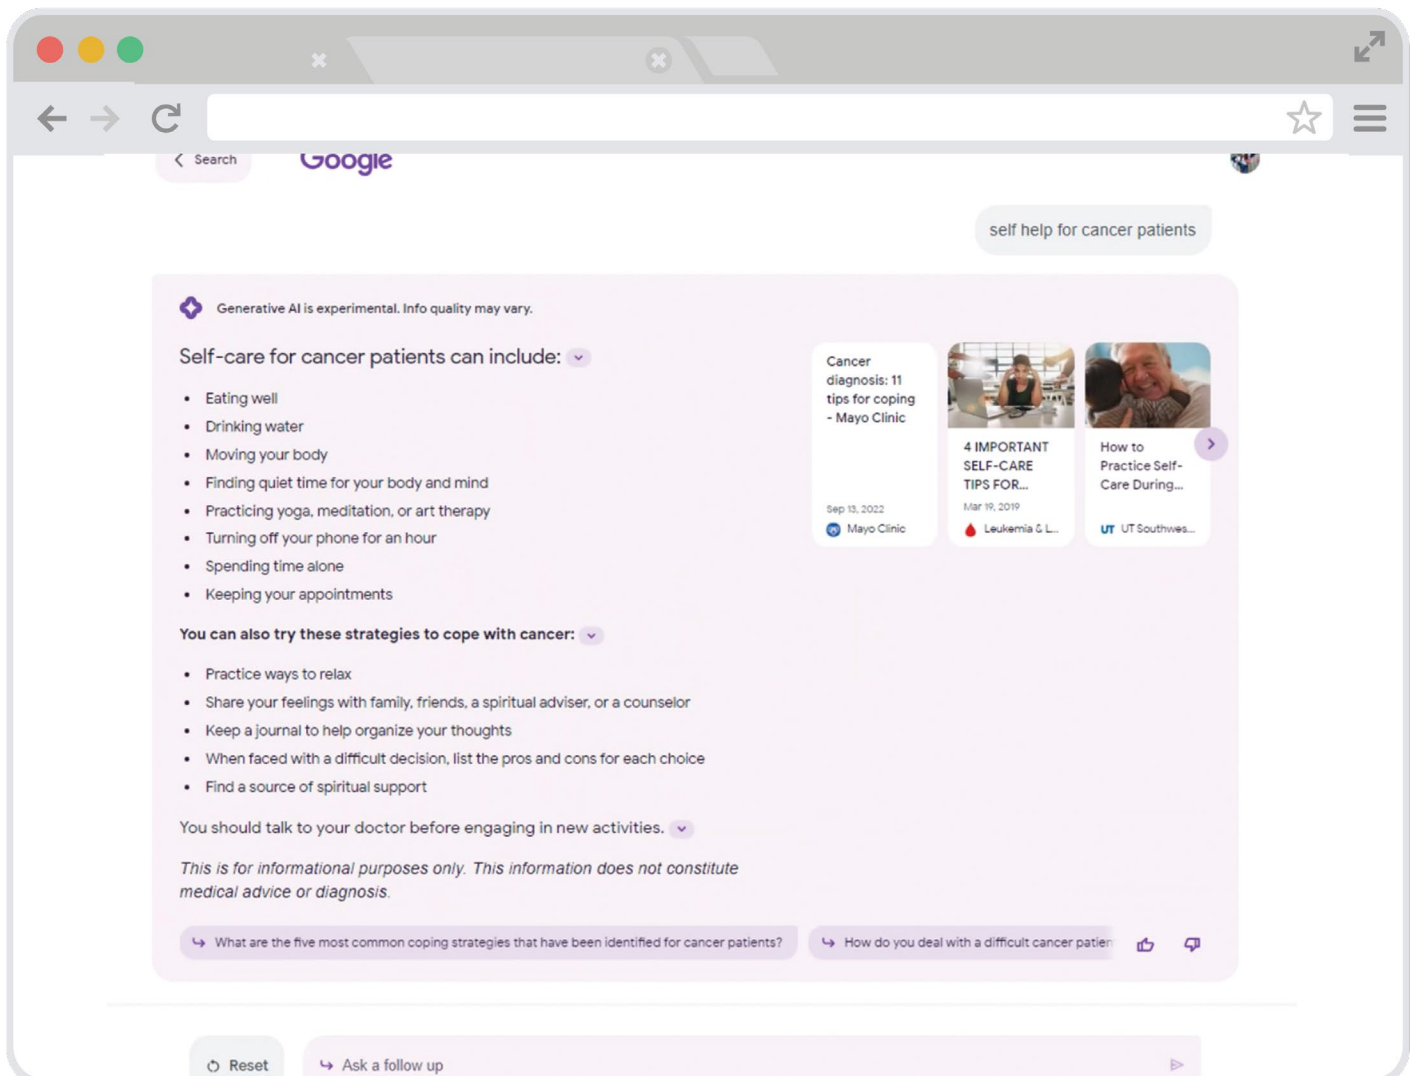 Search
Google
self help for cancer patients
Generative AI is experimental. Info quality may vary.
Self-care for cancer patients can include:
• Eating well
• Drinking water
• Moving your body
• Finding quiet time for your body and mind
• Practicing yoga, meditation, or art therapy
• Turning off your phone for an hour
• Spending time alone
• Keeping your appointments
You can also try these strategies to cope with cancer:
• Practice ways to relax
• Share your feelings with family, friends, a spiritual adviser, or a counselor
• Keep a journal to help organize your thoughts
• When faced with a difficult decision, list the pros and cons for each choice
• Find a source of spiritual support
You should talk to your doctor before engaging in new activities.
This is for informational purposes only. This information does not constitute
medical advice or diagnosis.
Cancer
diagnosis: 11
tips for coping
- Mayo Clinic
Sep 13, 2022
Mayo Clinic
4 IMPORTANT
SELF-CARE
TIPS FOR...
Mar 19, 2019
Leukemia & L...
How to
Practice Self-
Care During...
UT UT Southwes...
What are the five most common coping strategies that have been identified for cancer patients?
How do you deal with a difficult cancer patien
Reset
Ask a follow up